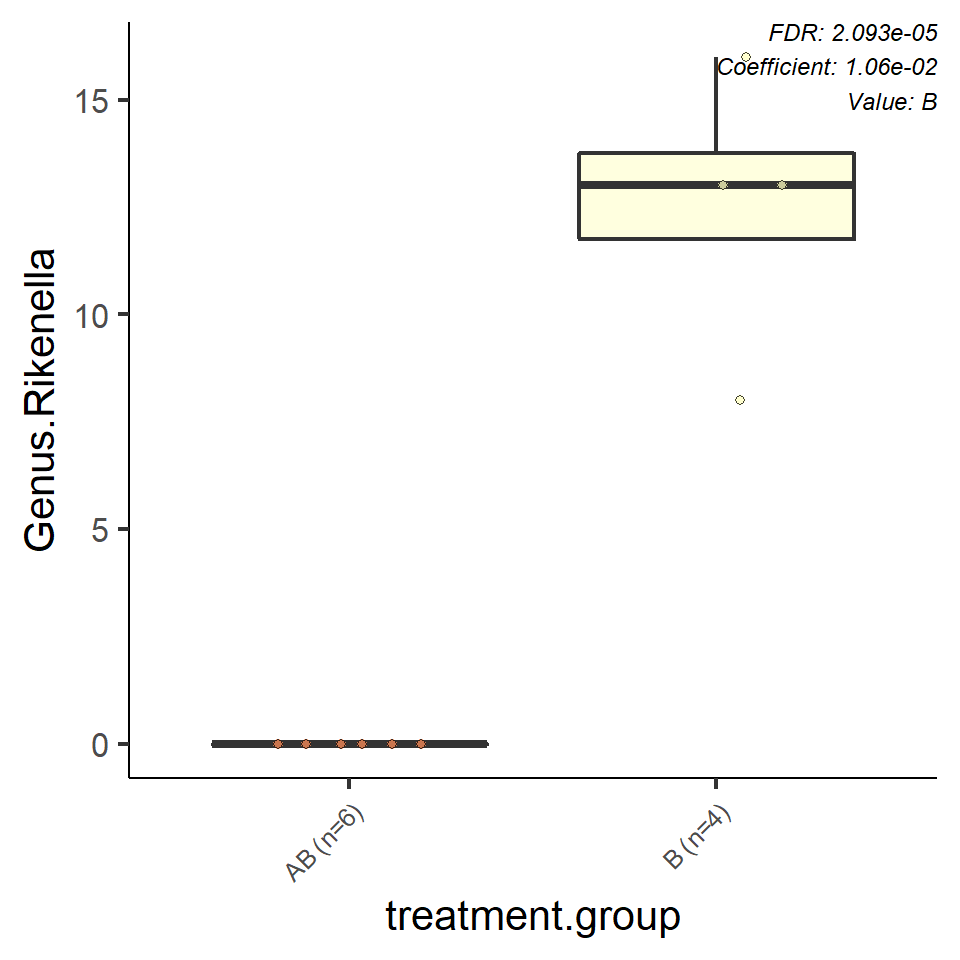 FDR: 2.093e-05
Coefficient: 1.06e-02
Value: B
Genus.Rikenella
15
10
5
0
AB (n=6)
B (n=4)
treatment.group